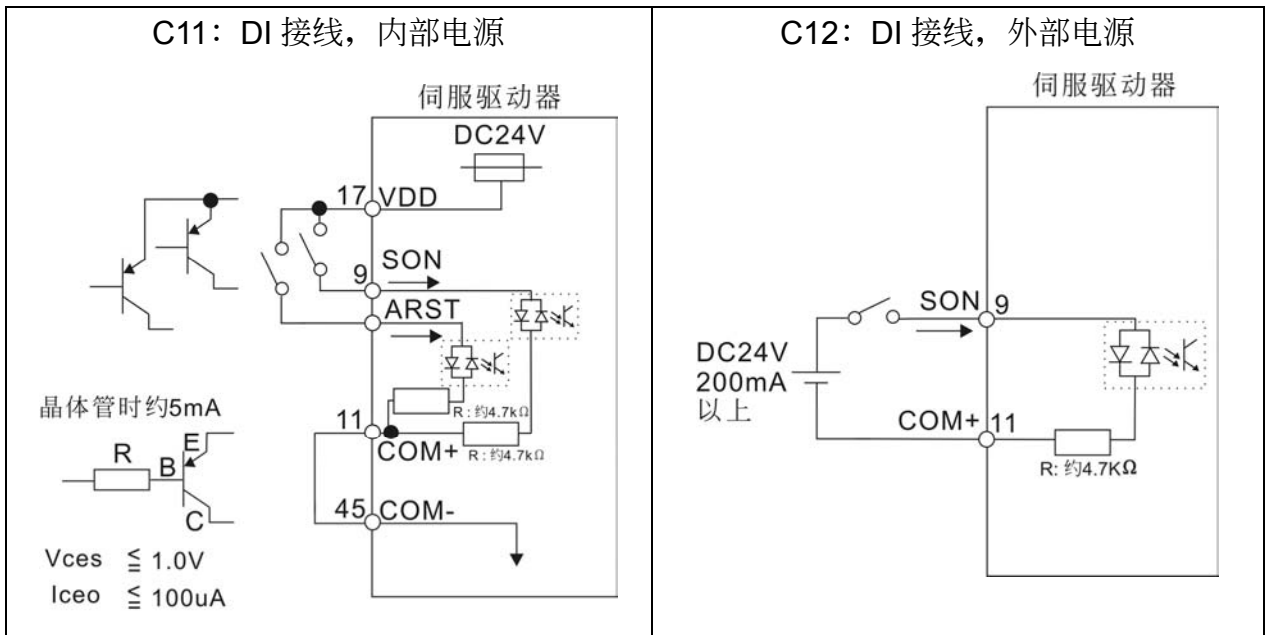 C11：DI 接线，内部电源
伺服驱动器
DC24V
17 VDD
SON
9
ARST
R：约4.7kΩ
11
COM+ R：约4.7kΩ
45 COM-
晶体管时约5mA
R B E
C
Vces ≦ 1.0V
Iceo ≦ 100uA
C12：DI 接线，外部电源
伺服驱动器
SON 9
DC24V
200mA
以上
COM+ 11
R: 约4.7KΩ